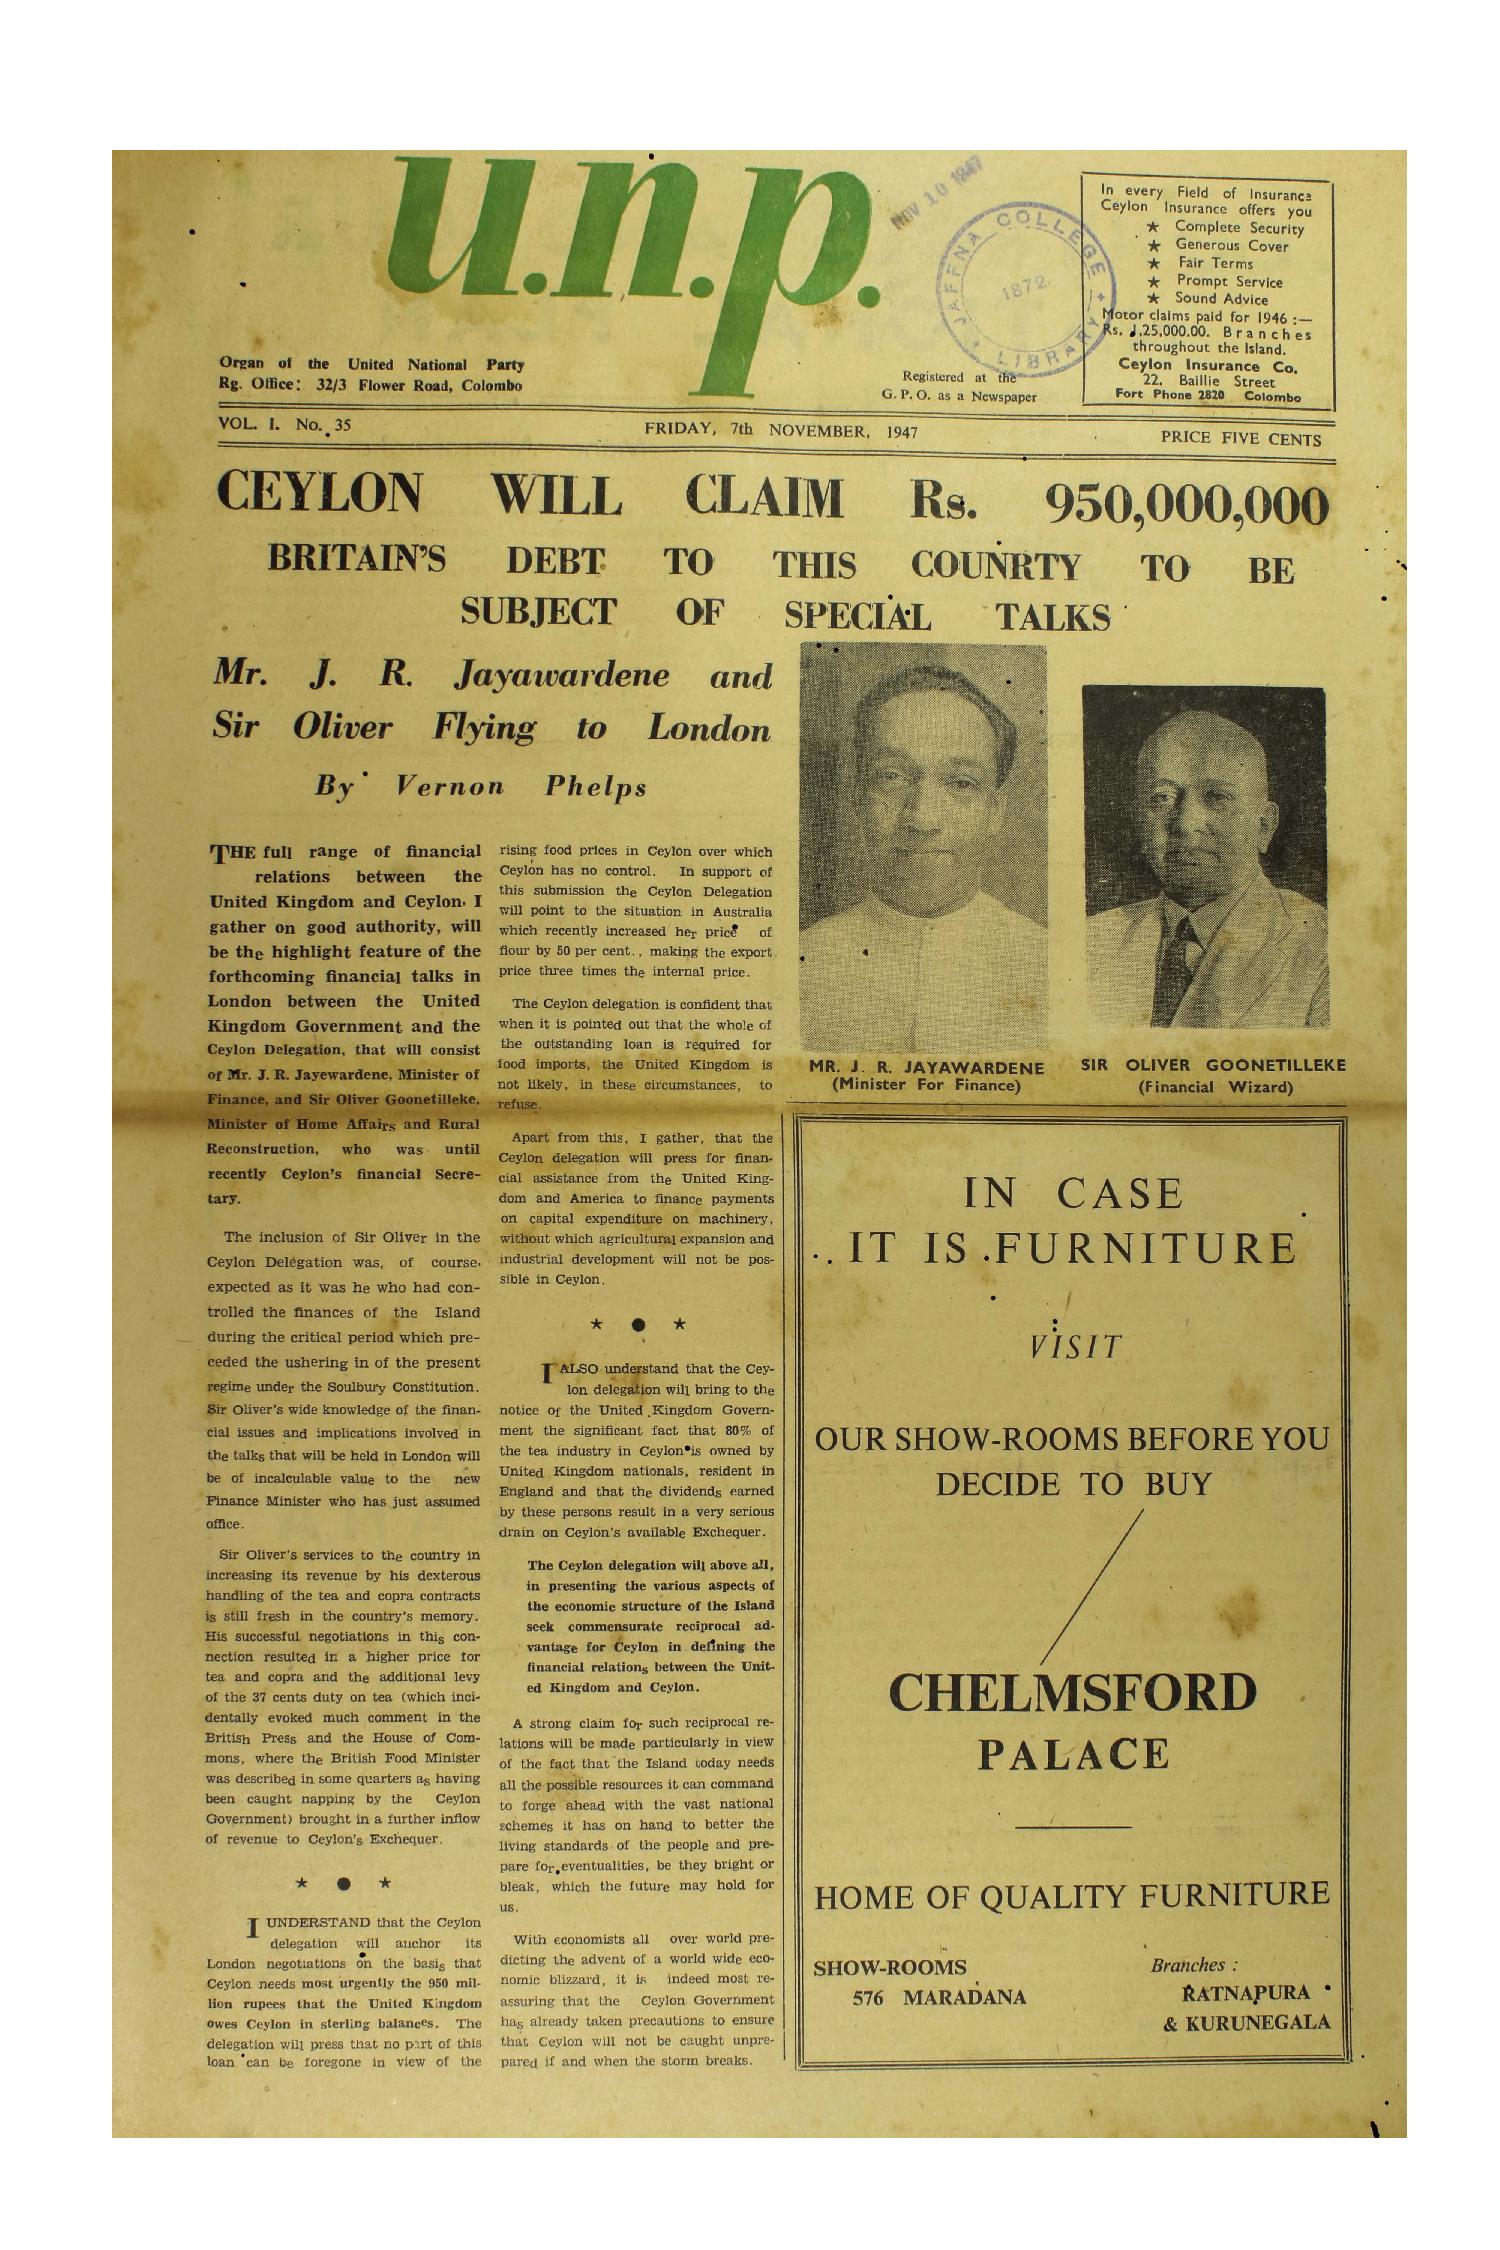 u.n.p.
NOV 10 1947
JAFFNA COLLEGE
1872
LIBRARY
In every Field of Insurance
Ceylon Insurance offers you
★ Complete Security
★ Generous Cover
★ Fair Terms
★ Prompt Service
★ Sound Advice
Motor claims paid for 1946 :—
Rs. 1,25,000.00. Branches
throughout the Island.
Ceylon Insurance Co.
22, Baillie Street
Fort Phone 2820 Colombo
Organ of the United National Party
Rg. Office: 32/3 Flower Road, Colombo
Registered at the
G. P. O. as a Newspaper
VOL. I. No. 35
FRIDAY, 7th NOVEMBER, 1947
PRICE FIVE CENTS
CEYLON WILL CLAIM Rs. 950,000,000
BRITAIN'S DEBT TO THIS COUNRTY TO BE
SUBJECT OF SPECIAL TALKS
Mr. J. R. Jayawardene and
Sir Oliver Flying to London
By Vernon Phelps
THE full range of financial
relations between the
United Kingdom and Ceylon, I
gather on good authority, will
be the highlight feature of the
forthcoming financial talks in
London between the United
Kingdom Government and the
Ceylon Delegation, that will consist
of Mr. J. R. Jayewardene, Minister of
Finance, and Sir Oliver Goonetilleke,
Minister of Home Affairs and Rural
Reconstruction, who was until
recently Ceylon's financial Secre-
tary.
The inclusion of Sir Oliver in the
Ceylon Delegation was, of course,
expected as it was he who had con-
trolled the finances of the Island
during the critical period which pre-
ceded the ushering in of the present
regime under the Soulbury Constitution.
Sir Oliver's wide knowledge of the finan-
cial issues and implications involved in
the talks that will be held in London will
be of incalculable value to the new
Finance Minister who has just assumed
office.
Sir Oliver's services to the country in
increasing its revenue by his dexterous
handling of the tea and copra contracts
is still fresh in the country's memory.
His successful negotiations in this con-
nection resulted in a higher price for
tea and copra and the additional levy
of the 37 cents duty on tea (which inci-
dentally evoked much comment in the
British Press and the House of Com-
mons, where the British Food Minister
was described in some quarters as having
been caught napping by the Ceylon
Government) brought in a further inflow
of revenue to Ceylon's Exchequer.
★ ● ★
I UNDERSTAND that the Ceylon
delegation will anchor its
London negotiations on the basis that
Ceylon needs most urgently the 950 mil-
lion rupees that the United Kingdom
owes Ceylon in sterling balances. The
delegation will press that no part of this
loan can be foregone in view of the
rising food prices in Ceylon over which
Ceylon has no control. In support of
this submission the Ceylon Delegation
will point to the situation in Australia
which recently increased her price of
flour by 50 per cent., making the export
price three times the internal price.
The Ceylon delegation is confident that
when it is pointed out that the whole of
the outstanding loan is required for
food imports, the United Kingdom is
not likely, in these circumstances, to
refuse.
Apart from this, I gather, that the
Ceylon delegation will press for finan-
cial assistance from the United King-
dom and America to finance payments
on capital expenditure on machinery,
without which agricultural expansion and
industrial development will not be pos-
sible in Ceylon.
★ ● ★
I ALSO understand that the Cey-
lon delegation will bring to the
notice of the United Kingdom Govern-
ment the significant fact that 80% of
the tea industry in Ceylon is owned by
United Kingdom nationals, resident in
England and that the dividends earned
by these persons result in a very serious
drain on Ceylon's available Exchequer.
The Ceylon delegation will above all,
in presenting the various aspects of
the economic structure of the Island
seek commensurate reciprocal ad-
vantage for Ceylon in defining the
financial relations between the Unit-
ed Kingdom and Ceylon.
A strong claim for such reciprocal re-
lations will be made particularly in view
of the fact that the Island today needs
all the possible resources it can command
to forge ahead with the vast national
schemes it has on hand to better the
living standards of the people and pre-
pare for eventualities, be they bright or
bleak, which the future may hold for
us.
With economists all over world pre-
dicting the advent of a world wide eco-
nomic blizzard, it is indeed most re-
assuring that the Ceylon Government
has already taken precautions to ensure
that Ceylon will not be caught unpre-
pared if and when the storm breaks.
MR. J. R. JAYAWARDENE
(Minister For Finance)
SIR OLIVER GOONETILLEKE
(Financial Wizard)
IN CASE
IT IS FURNITURE
VISIT
OUR SHOW-ROOMS BEFORE YOU
DECIDE TO BUY
CHELMSFORD
PALACE
HOME OF QUALITY FURNITURE
SHOW-ROOMS
576 MARADANA
Branches :
RATNAPURA
& KURUNEGALA